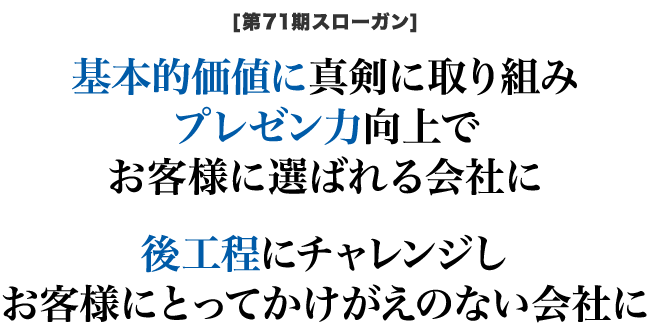 [第71期スローガン]
基本的価値に真剣に取り組み
プレゼン力向上で
お客様に選ばれる会社に
後工程にチャレンジし
お客様にとってかけがえのない会社に